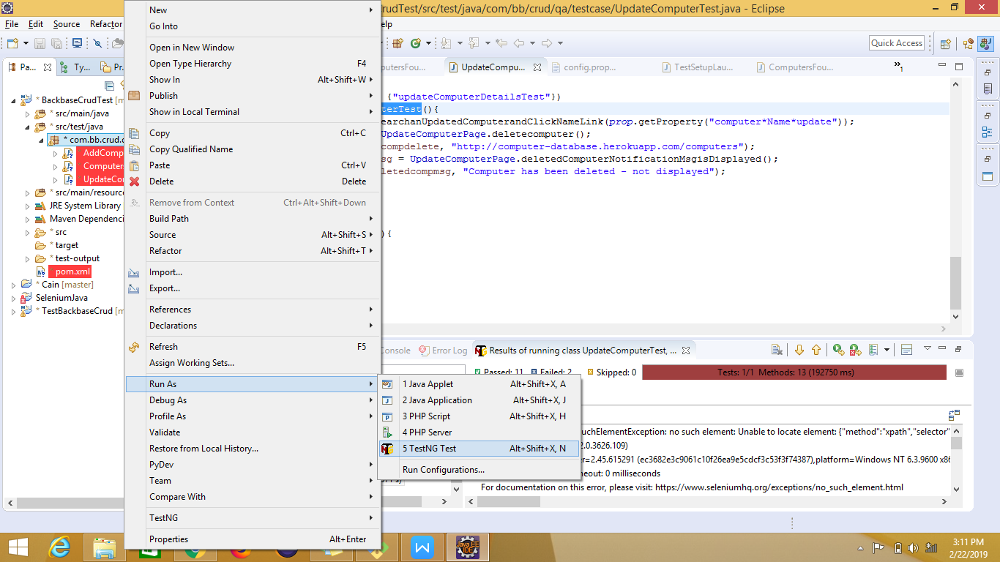 crudTest/src/test/java/com/bb/crud/qa/testcase/UpdateComputerTest.java - Eclipse
File Edit Source Refactor
elp
Quick Access
Pa...
Ty...
Pr
putersFou...
UpdateCompu...
config.prop...
TestSetupLau...
ComputersFou...
»1
* BackbaseCrudTest [m
* src/main/java
* src/test/java
* com.bb.crud.
AddComp
Computer
UpdateCo
* src/main/resourc
JRE System Library
Maven Dependenci
* src
* target
* test-output
pom.xml
* Cain [master]
SeleniumJava
* TestBackbaseCrud [m
New
Go Into
Open in New Window
Open Type Hierarchy F4
Show In Alt+Shift+W
Publish
Show in Local Terminal
Copy Ctrl+C
Copy Qualified Name
Paste Ctrl+V
Delete Delete
Remove from Context Ctrl+Alt+Shift+Down
Build Path
Source Alt+Shift+S
Refactor Alt+Shift+T
Import...
Export...
References
Declarations
Refresh F5
Assign Working Sets...
Run As
Debug As
Profile As
Validate
Restore from Local History...
PyDev
Team
Compare With
TestNG
Properties Alt+Enter
1 Java Applet Alt+Shift+X, A
2 Java Application Alt+Shift+X, J
3 PHP Script Alt+Shift+X, H
4 PHP Server
5 TestNG Test Alt+Shift+X, N
Run Configurations...
{"updateComputerDetailsTest"})
terTest(){
earchanUpdatedComputerandClickNameLink(prop.getProperty("computer*Name*update"));
UpdateComputerPage.deletecomputer();
compdelete, "http://computer-database.herokuapp.com/computers");
sg = UpdateComputerPage.deletedComputerNotificationMsgisDisplayed();
letedcompmsg, "Computer has been deleted - not displayed");
){
Console
Error Log
Results of running class UpdateComputerTest, ...
Passed: 11 Failed: 2 Skipped: 0
Tests: 1/1 Methods: 13 (192750 ms)
uchElementException: no such element: Unable to locate element: {"method":"xpath","selector"
2.0.3626.109)
er=2.45.615291 (ec3682e3c9061c10f26ea9e5cdcf3c53f3f74387),platform=Windows NT 6.3.9600 x86
eout: 0 milliseconds
For documentation on this error, please visit: https://www.seleniumhq.org/exceptions/no_such_element.html
Java EE
IDE
3:11 PM
2/22/2019